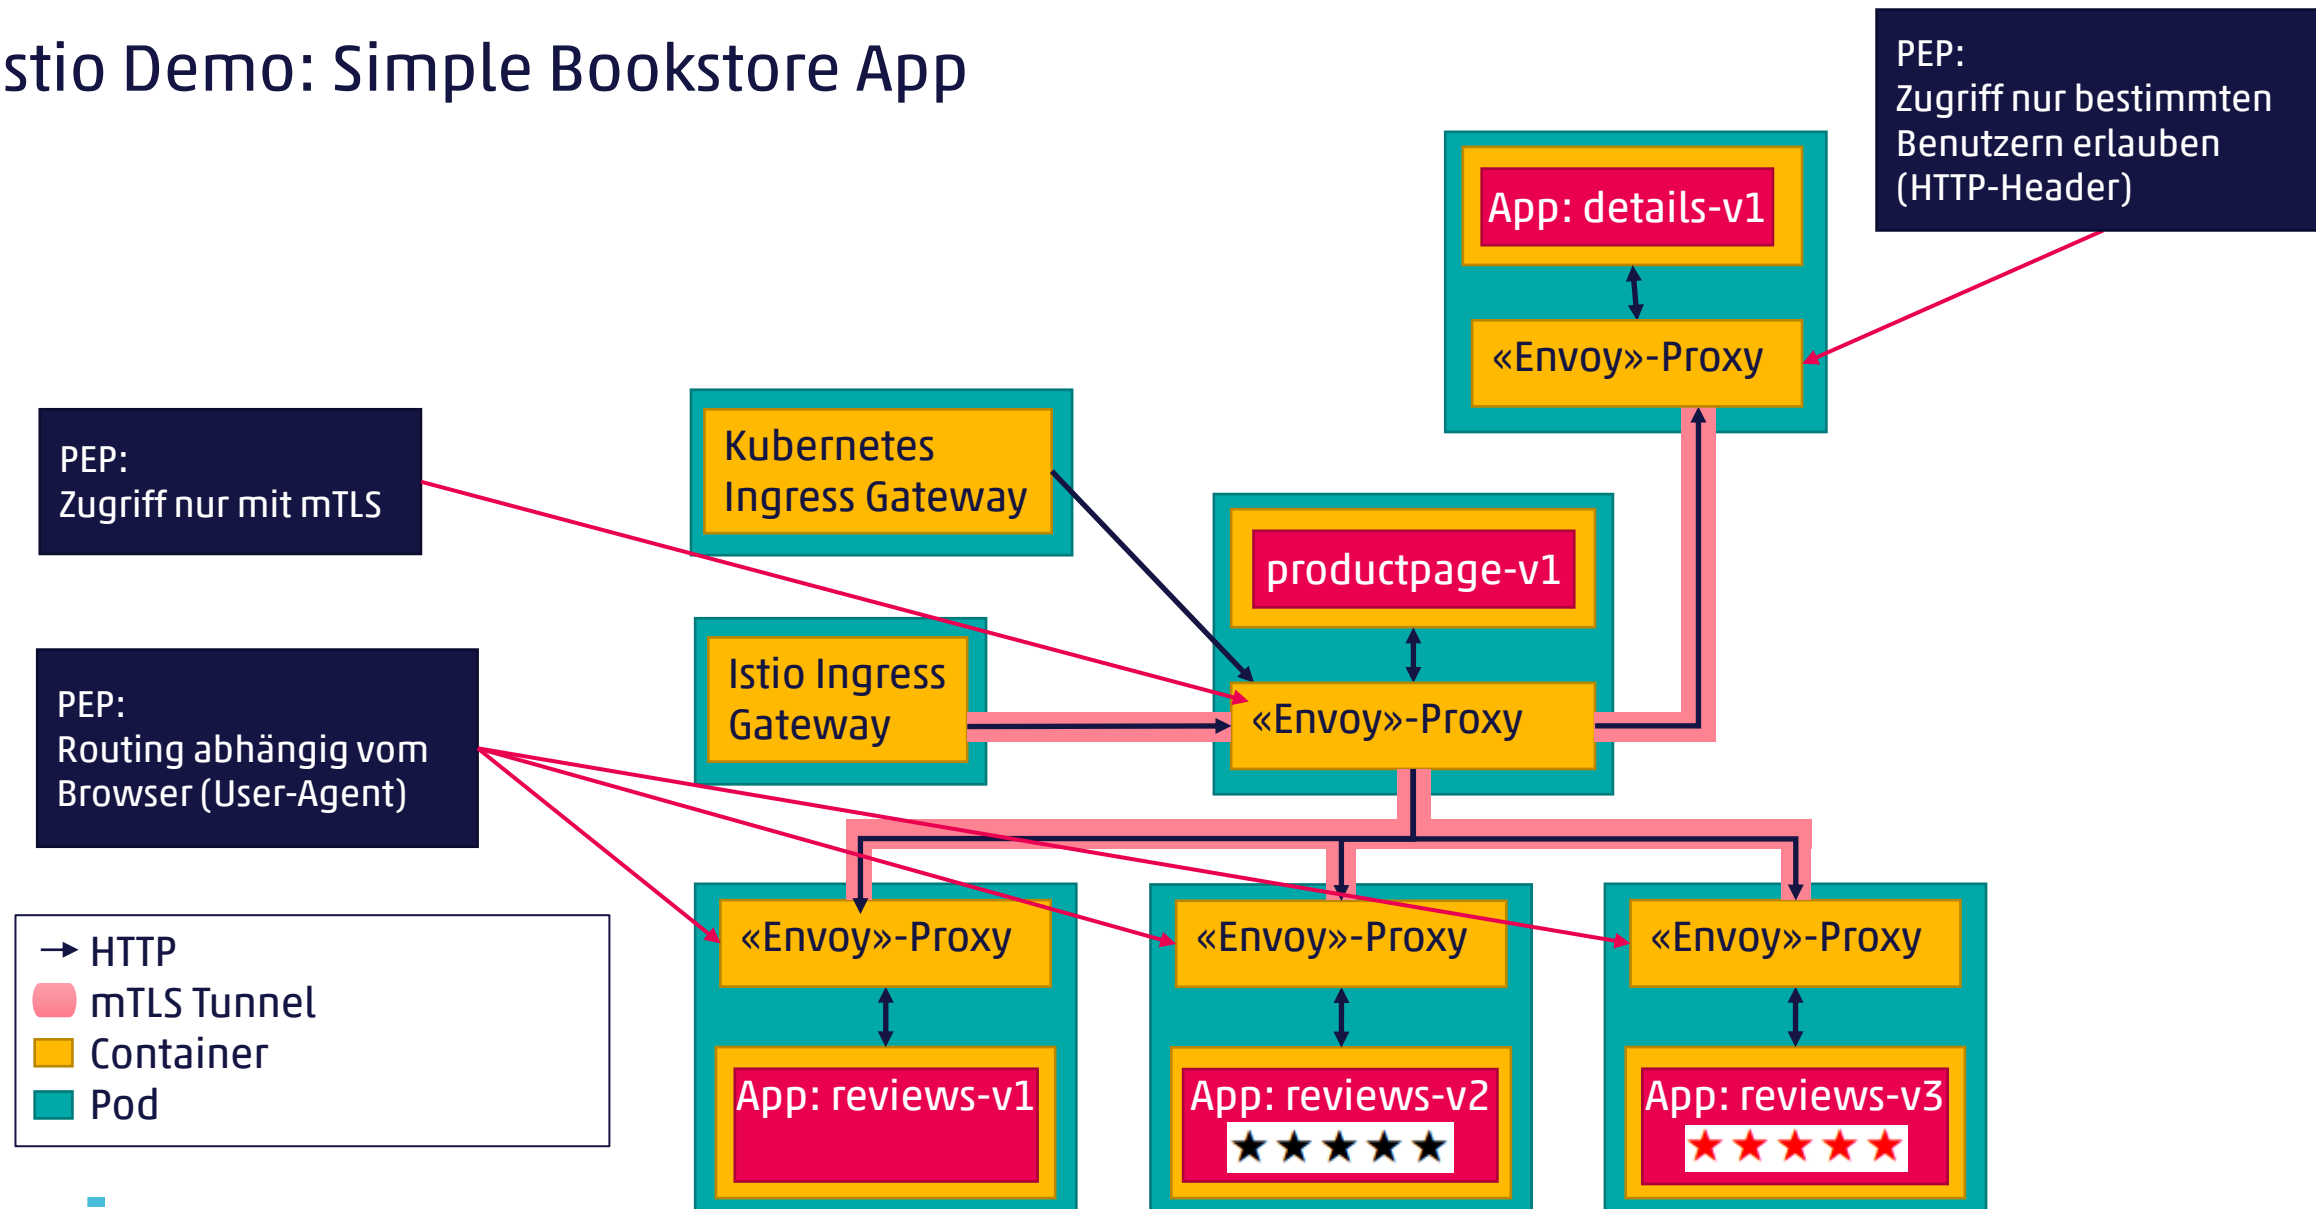 stio Demo: Simple Bookstore App
PEP:
Zugriff nur bestimmten
Benutzern erlauben
(HTTP-Header)
App: details-v1
«Envoy»-Proxy
PEP:
Zugriff nur mit mTLS
Kubernetes
Ingress Gateway
productpage-v1
«Envoy»-Proxy
Istio Ingress
Gateway
PEP:
Routing abhängig vom
Browser (User-Agent)
«Envoy»-Proxy
«Envoy»-Proxy
«Envoy»-Proxy
App: reviews-v1
App: reviews-v2
★★★★★
App: reviews-v3
★★★★★
HTTP
mTLS Tunnel
Container
Pod